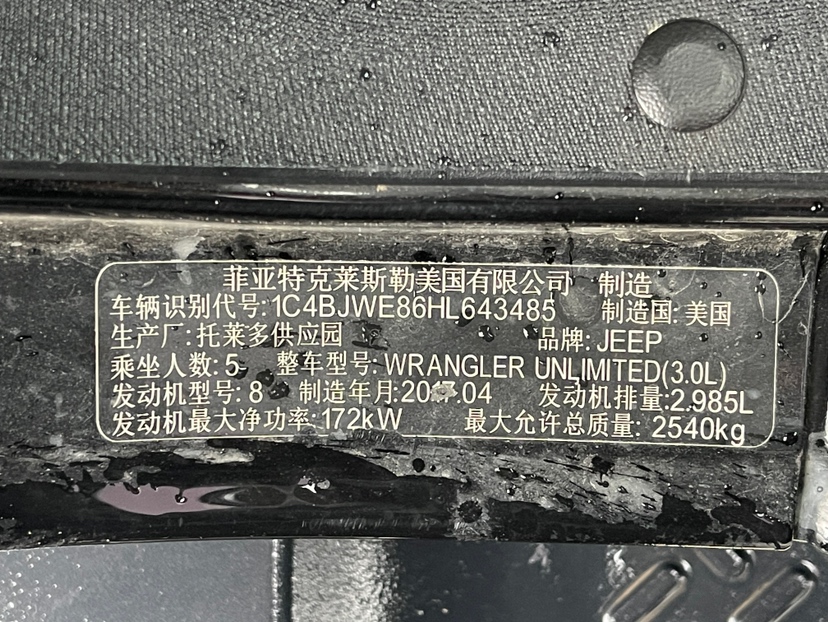 菲亚特克莱斯勒美国有限公司 制造
车辆识别代号:1C4BJWE86HL643485 制造国:美国
生产厂:托莱多供应园 品牌:JEEP
乘坐人数:5 整车型号:WRANGLER UNLIMITED(3.0L)
发动机型号:8 制造年月:2017.04 发动机排量:2.985L
发动机最大净功率:172kW 最大允许总质量:2540kg